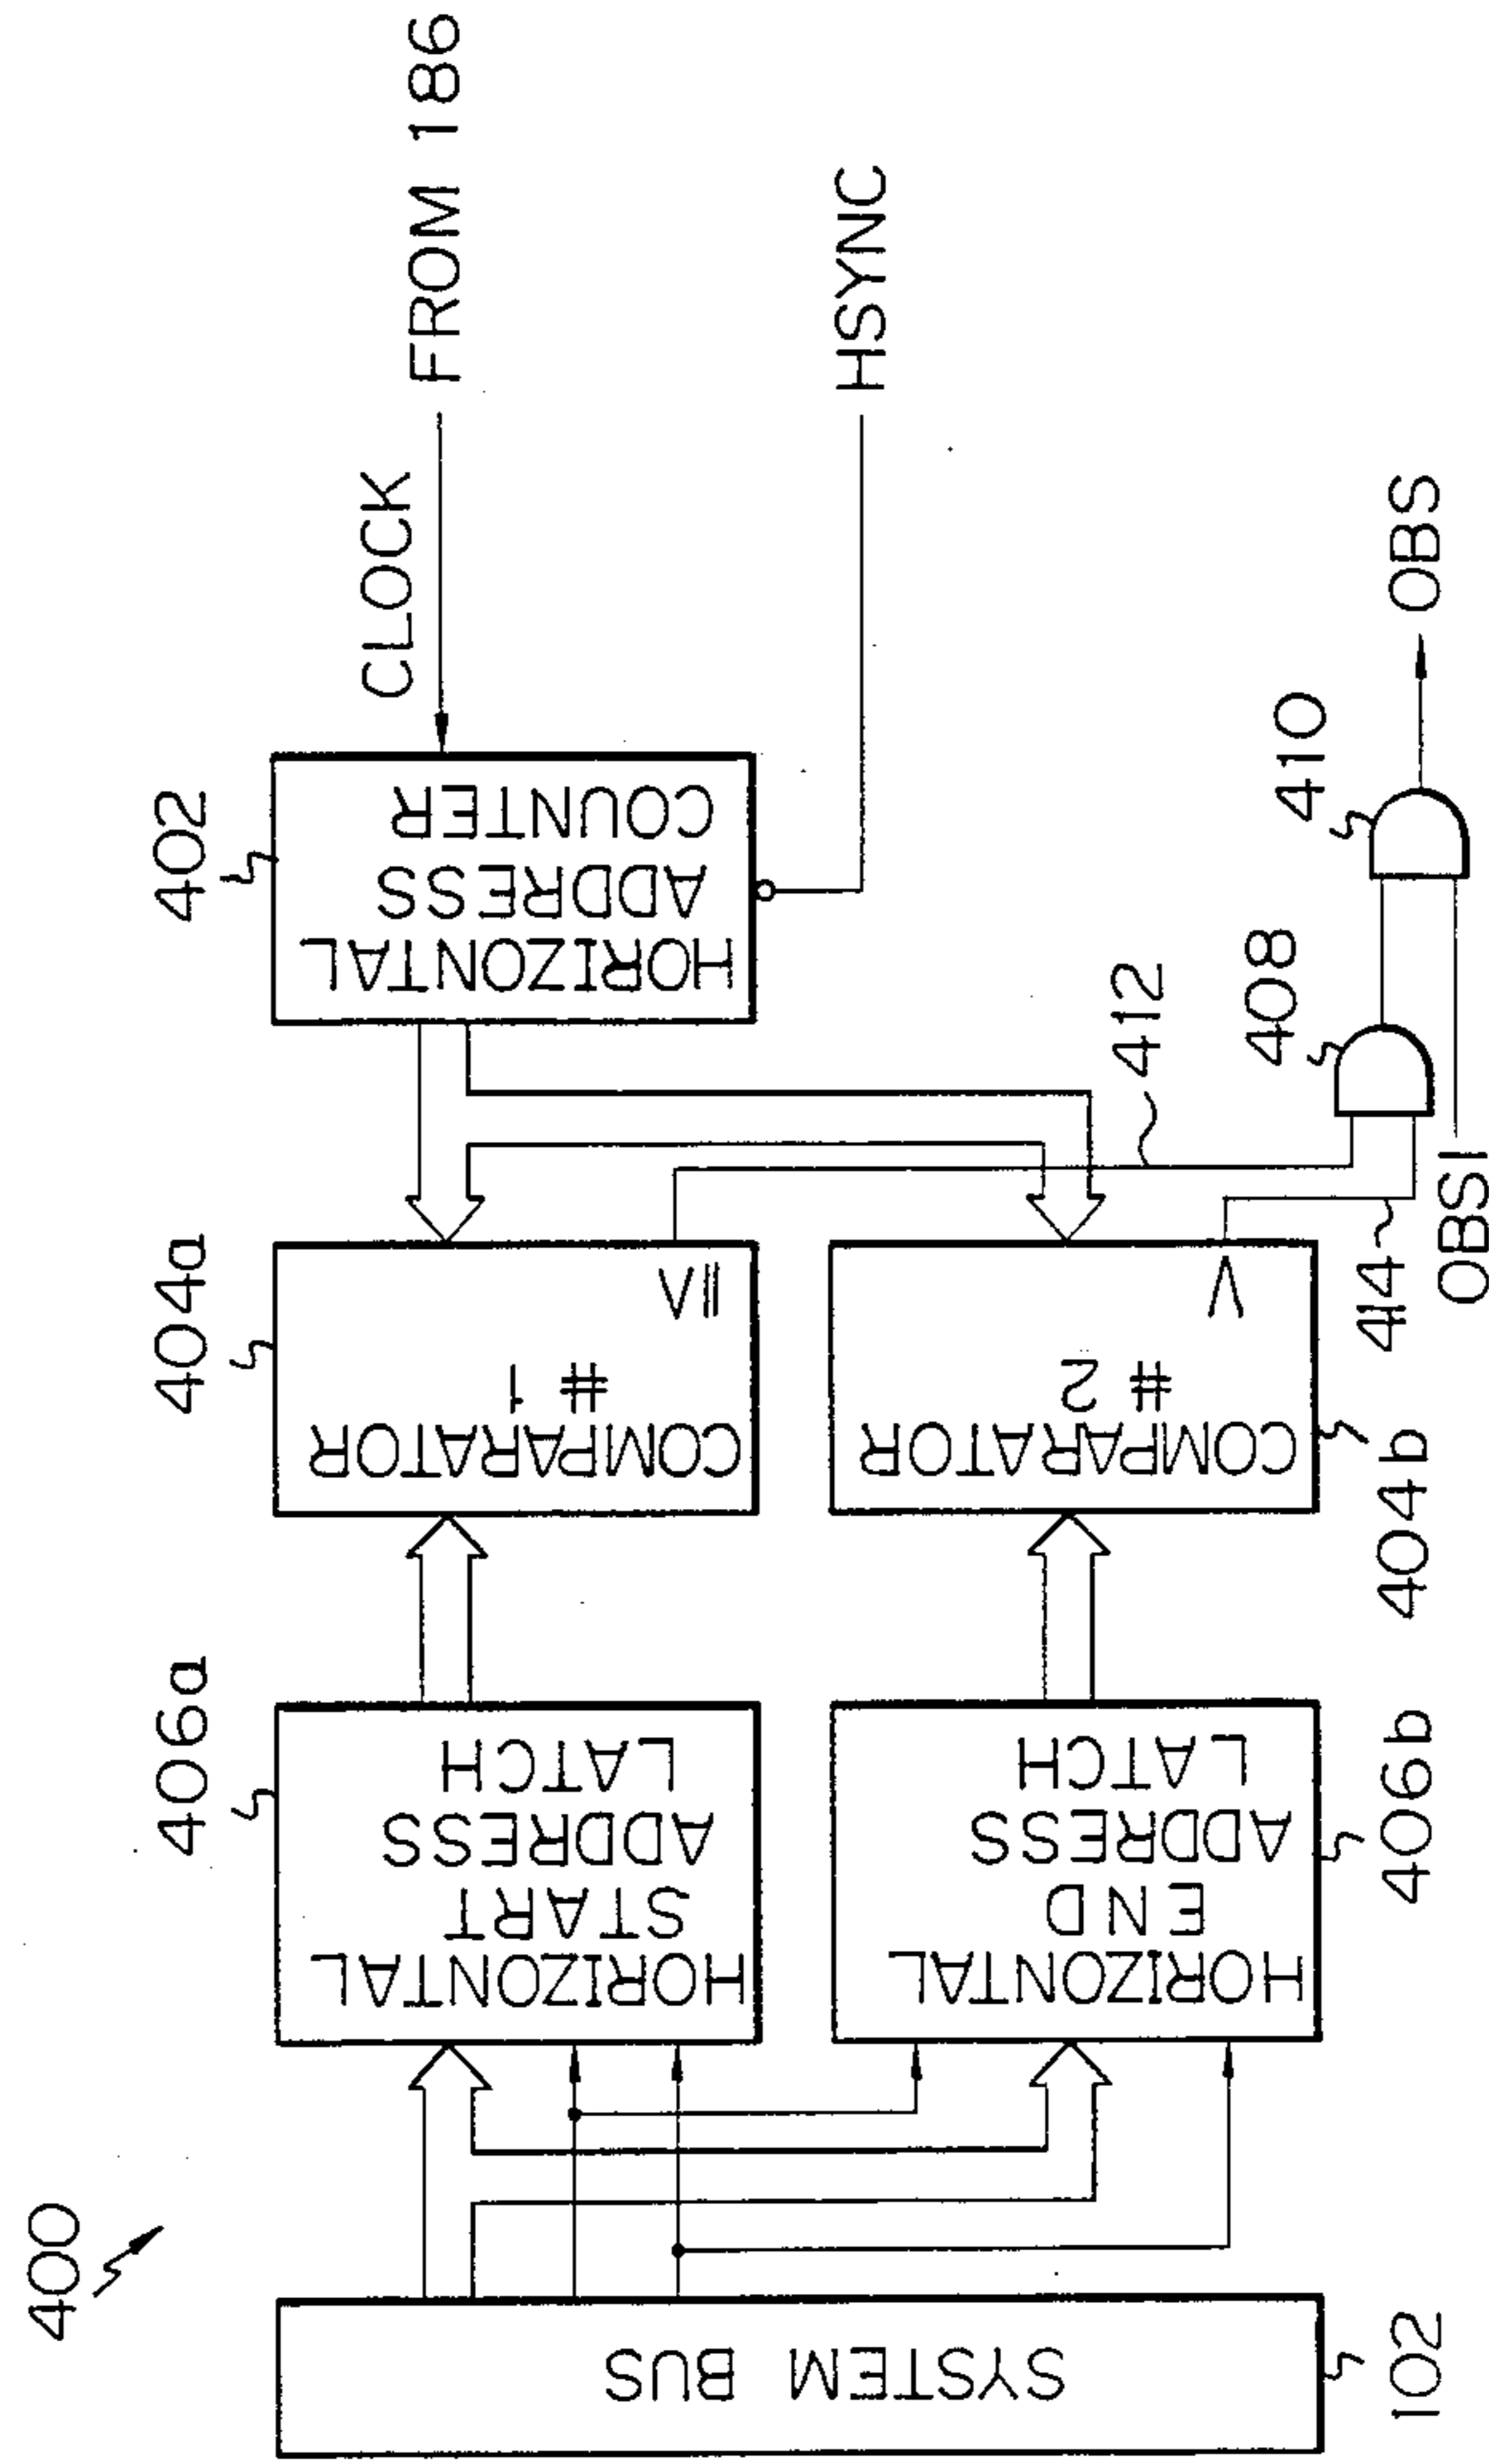 400
SYSTEM BUS
102
406a
HORIZONTAL
START
ADDRESS
LATCH
HORIZONTAL
END
ADDRESS
LATCH
406b
404a
COMPARATOR
#1
≥
COMPARATOR
#2
<
404b
414
412
402
HORIZONTAL
ADDRESS
COUNTER
CLOCK
FROM 186
HSYNC
408
410
OBS1
OBS